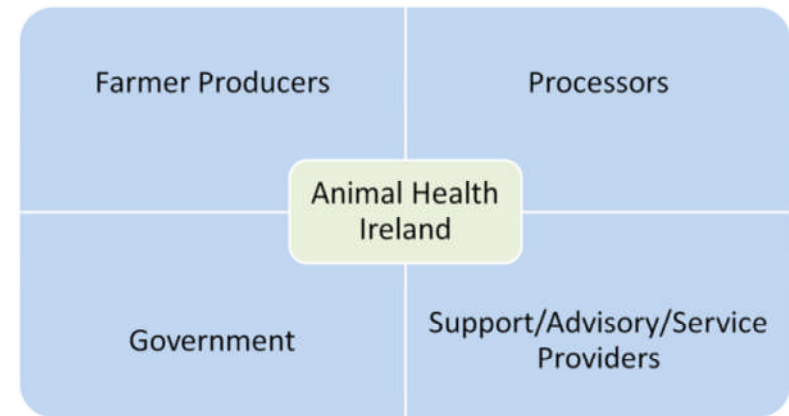 Farmer Producers
Processors
Animal Health
Ireland
Government
Support/Advisory/Service
Providers